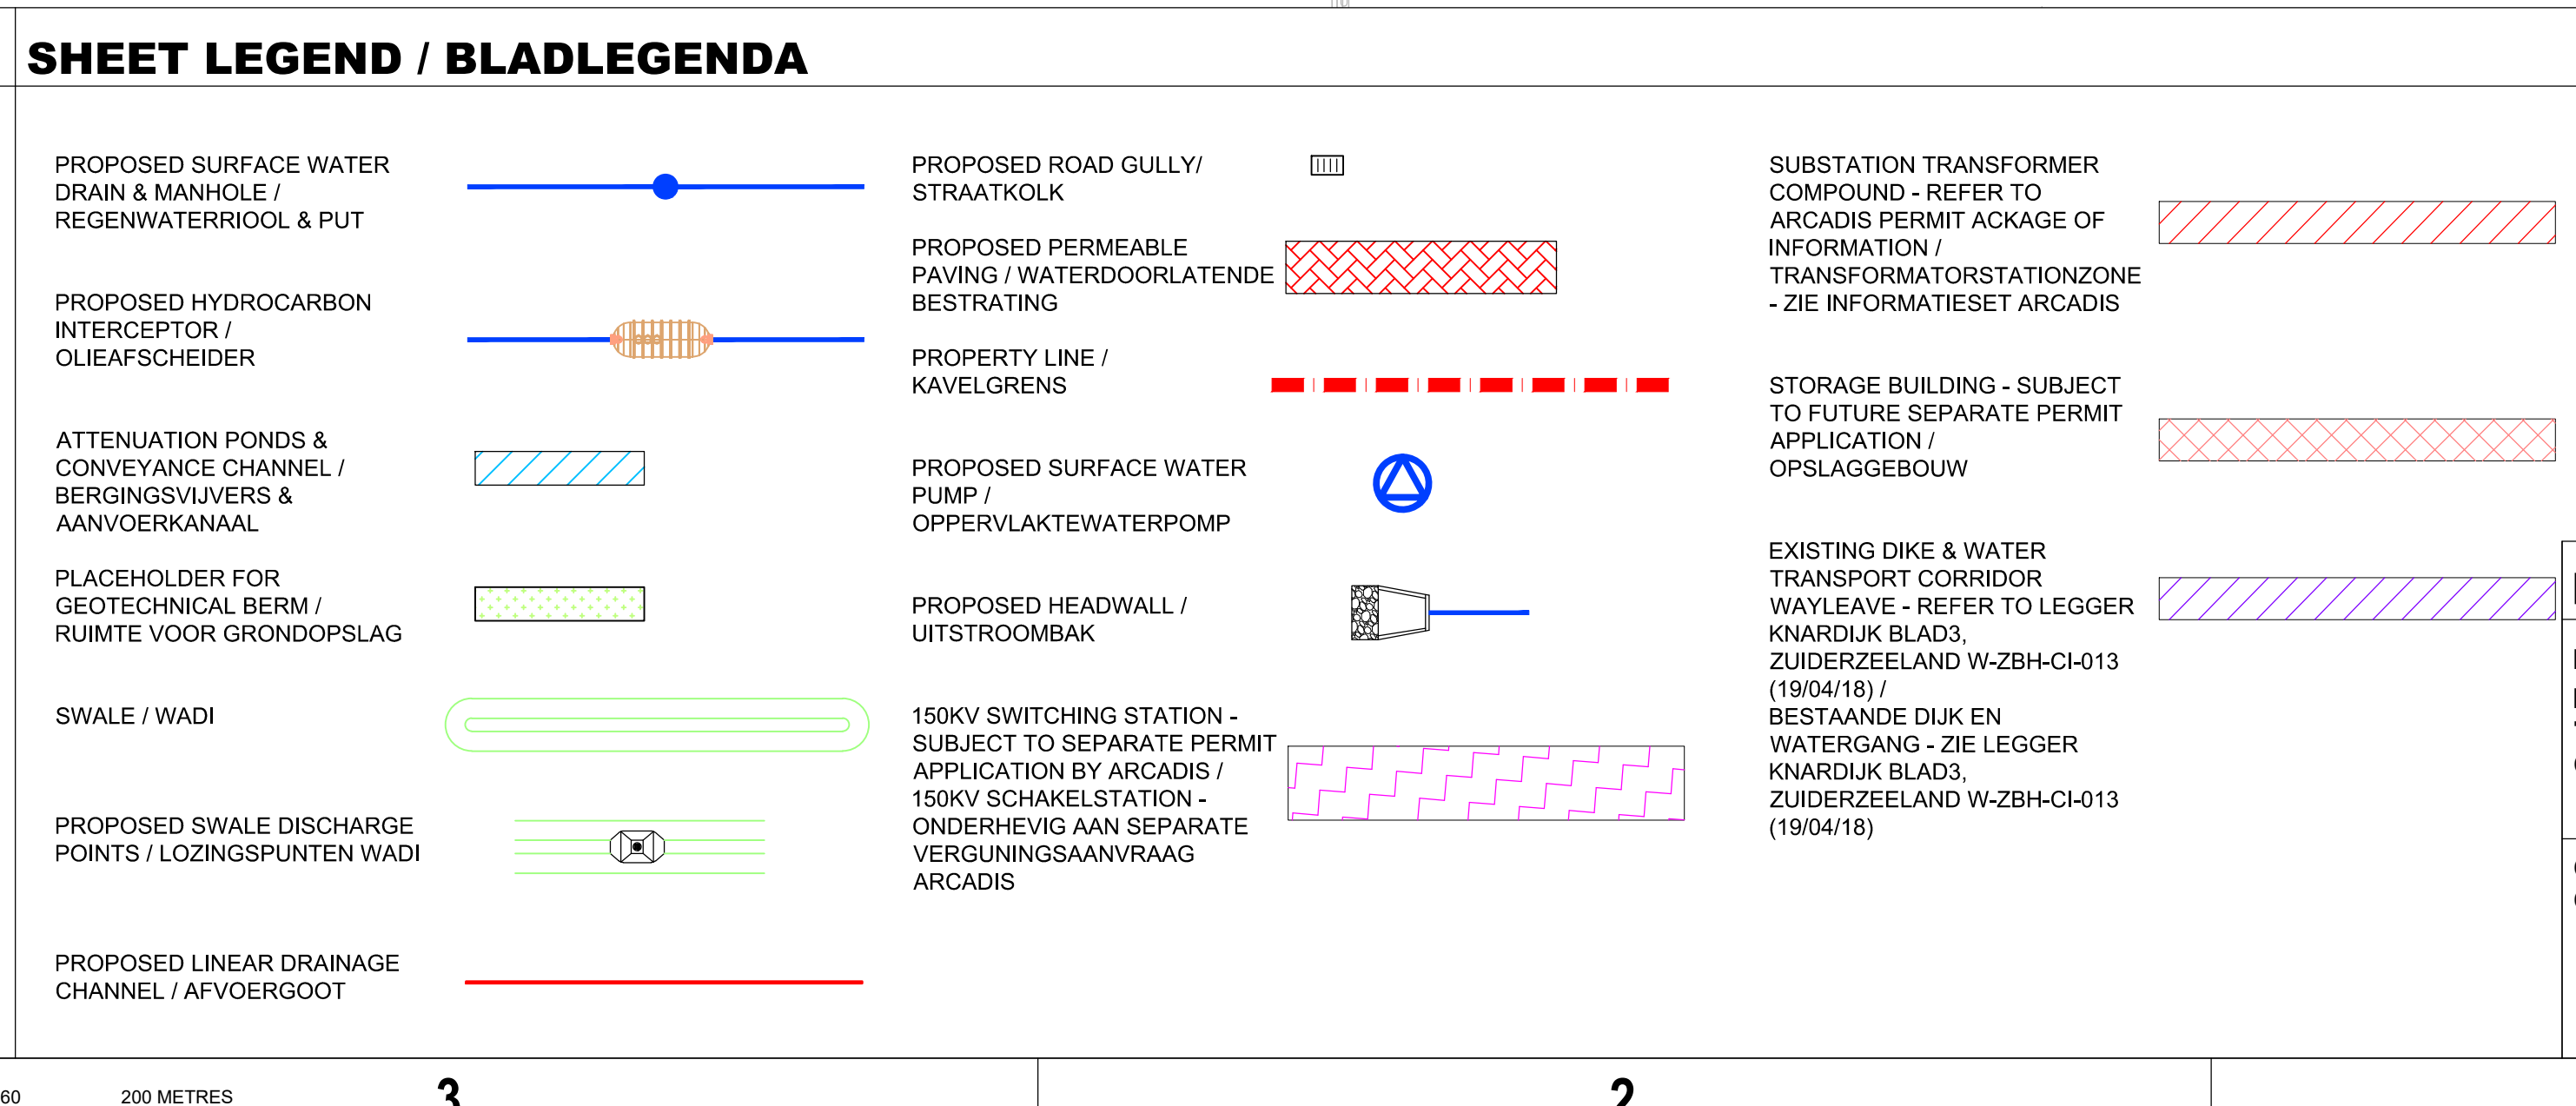 SHEET LEGEND / BLADLEGENDA
PROPOSED SURFACE WATER
DRAIN & MANHOLE /
REGENWATERRIOOL & PUT
PROPOSED HYDROCARBON
INTERCEPTOR /
OLIEAFSCHEIDER
ATTENUATION PONDS &
CONVEYANCE CHANNEL /
BERGINGSVIJVERS &
AANVOERKANAAL
PLACEHOLDER FOR
GEOTECHNICAL BERM /
RUIMTE VOOR GRONDOPSLAG
SWALE / WADI
PROPOSED SWALE DISCHARGE
POINTS / LOZINGSPUNTEN WADI
PROPOSED LINEAR DRAINAGE
CHANNEL / AFVOERGOOT
PROPOSED ROAD GULLY/
STRAATKOLK
PROPOSED PERMEABLE
PAVING / WATERDOORLATENDE
BESTRATING
PROPERTY LINE /
KAVELGRENS
PROPOSED SURFACE WATER
PUMP /
OPPERVLAKTEWATERPOMP
PROPOSED HEADWALL /
UITSTROOMBAK
150KV SWITCHING STATION -
SUBJECT TO SEPARATE PERMIT
APPLICATION BY ARCADIS /
150KV SCHAKELSTATION -
ONDERHEVIG AAN SEPARATE
VERGUNINGSAANVRAAG
ARCADIS
SUBSTATION TRANSFORMER
COMPOUND - REFER TO
ARCADIS PERMIT ACKAGE OF
INFORMATION /
TRANSFORMATORSTATIONZONE
- ZIE INFORMATIESET ARCADIS
STORAGE BUILDING - SUBJECT
TO FUTURE SEPARATE PERMIT
APPLICATION /
OPSLAGGEBOUW
EXISTING DIKE & WATER
TRANSPORT CORRIDOR
WAYLEAVE - REFER TO LEGGER
KNARDIJK BLAD3,
ZUIDERZEELAND W-ZBH-CI-013
(19/04/18) /
BESTAANDE DIJK EN
WATERGANG - ZIE LEGGER
KNARDIJK BLAD3,
ZUIDERZEELAND W-ZBH-CI-013
(19/04/18)
60 200 METRES
3
2